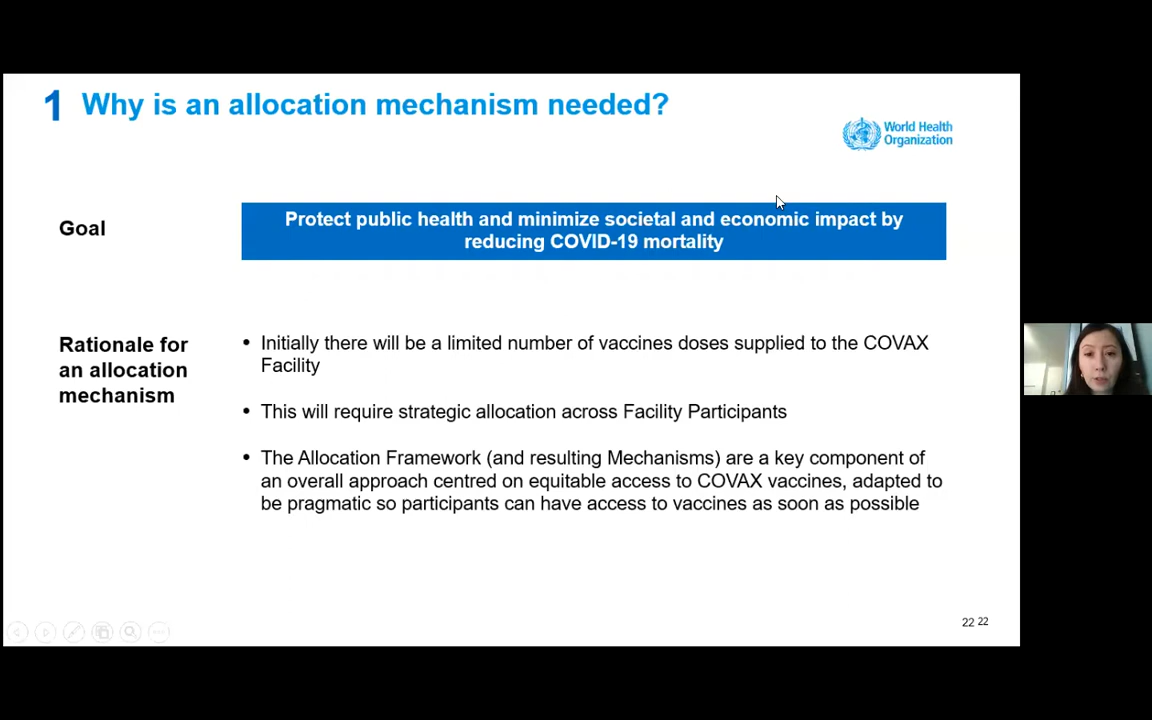 1 Why is an allocation mechanism needed?
World Health
Organization
Goal
Protect public health and minimize societal and economic impact by
reducing COVID-19 mortality
Rationale for
an allocation
mechanism
• Initially there will be a limited number of vaccines doses supplied to the COVAX
Facility
• This will require strategic allocation across Facility Participants
• The Allocation Framework (and resulting Mechanisms) are a key component of
an overall approach centred on equitable access to COVAX vaccines, adapted to
be pragmatic so participants can have access to vaccines as soon as possible
22 22